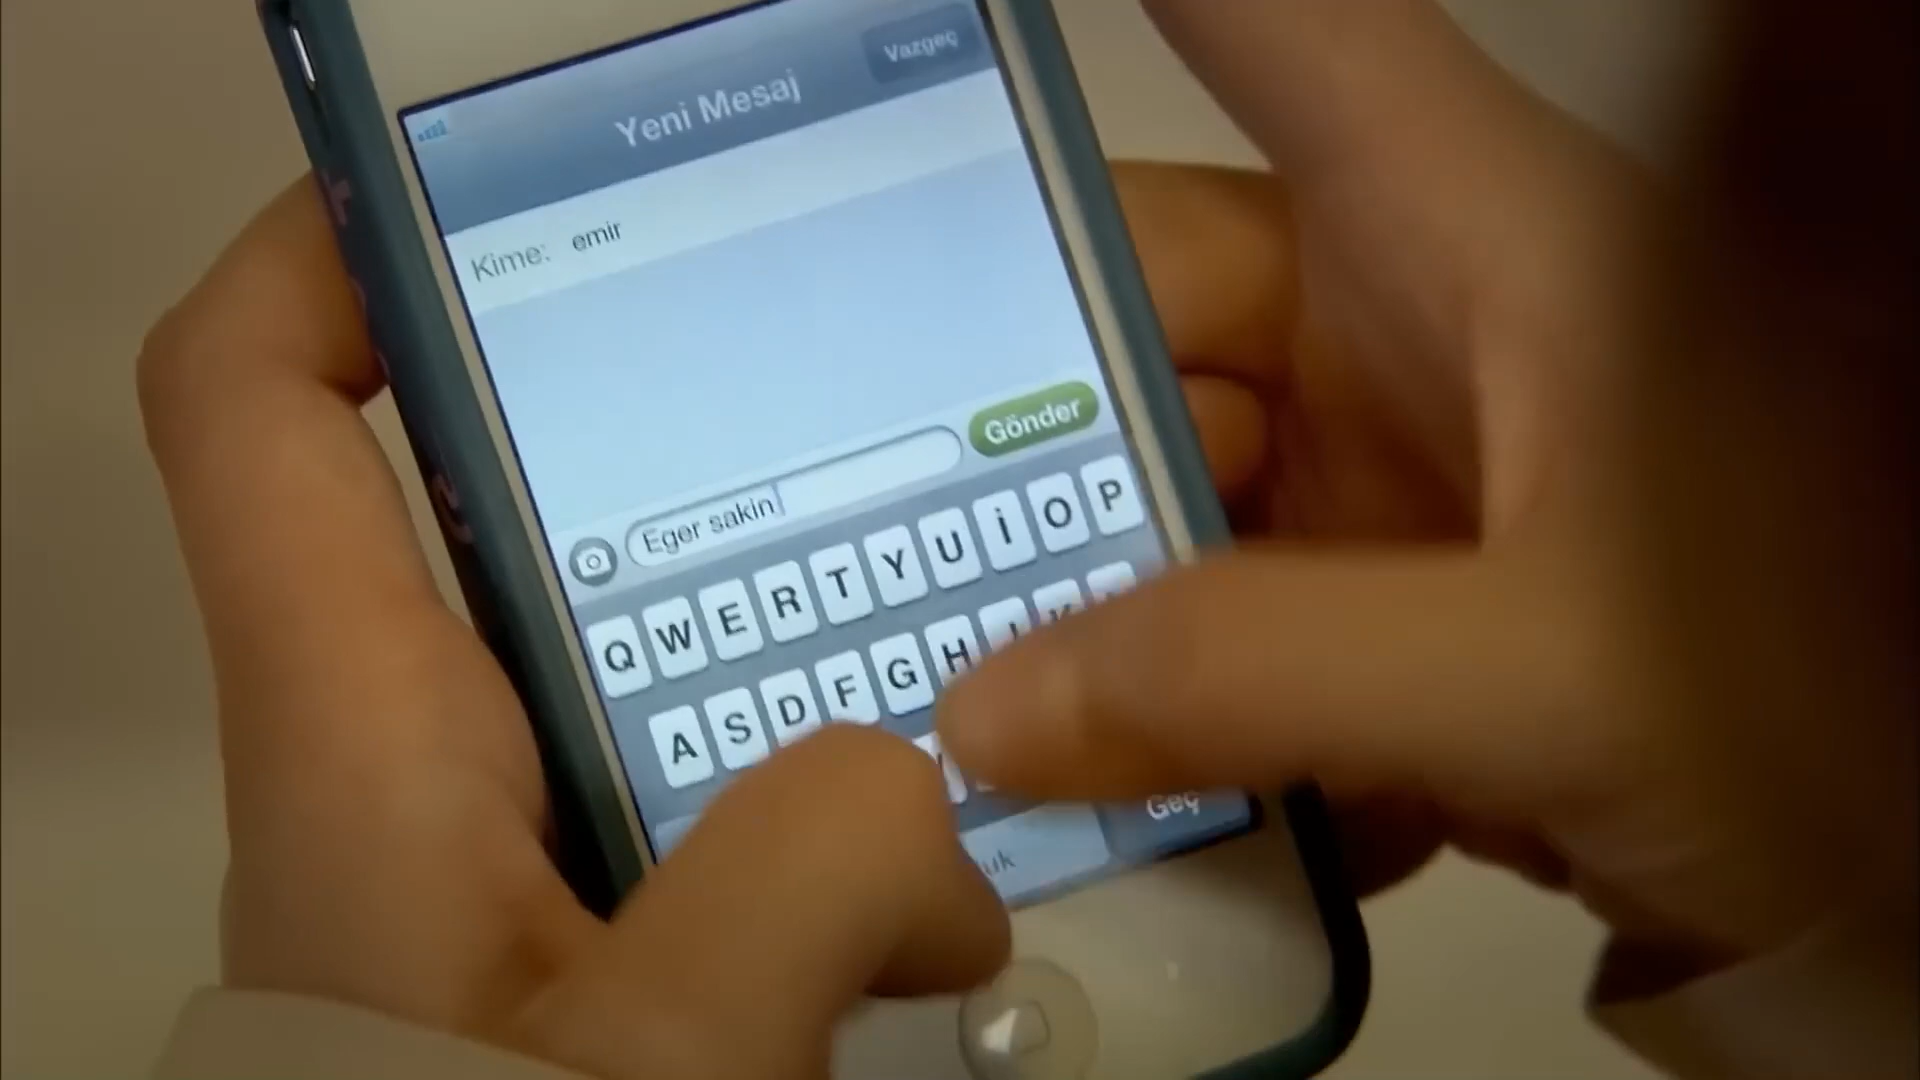 Vazgeç
Yeni Mesaj
Kime: emir
Gönder
Eger sakin
Q W E R T Y U İ O P
A S D F G H
Geç